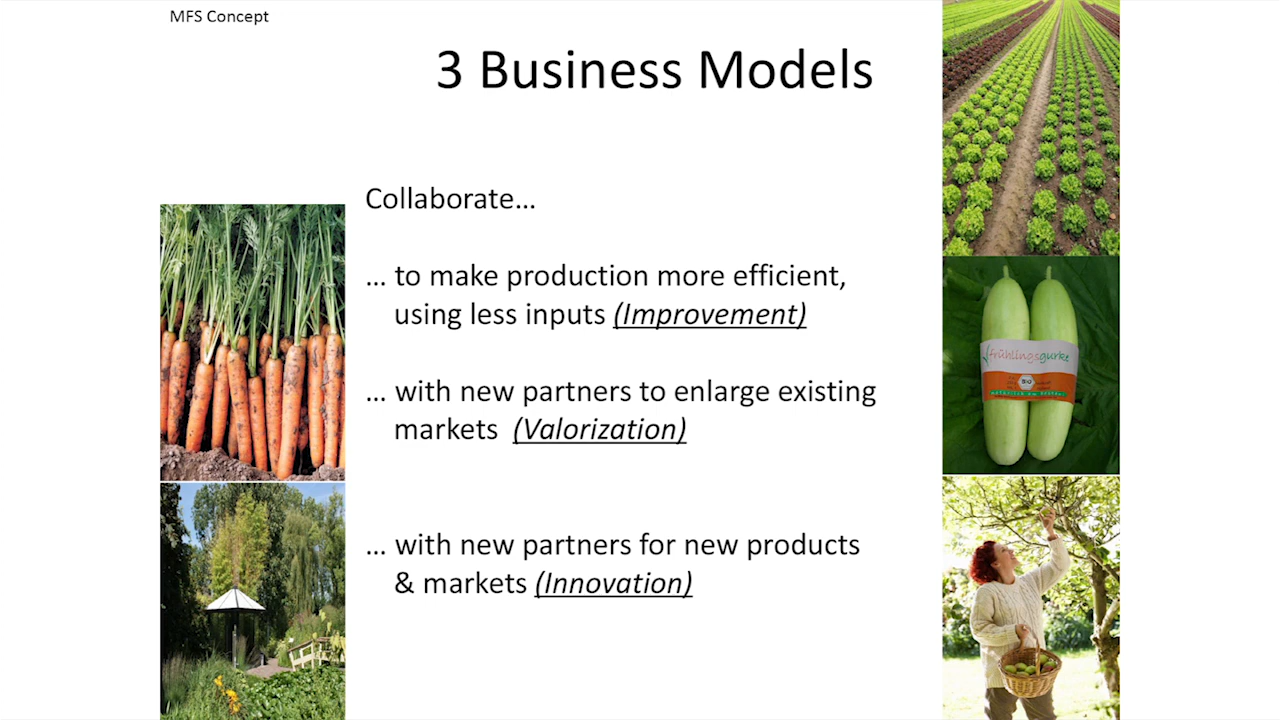 MFS Concept
3 Business Models
Collaborate...
... to make production more efficient,
using less inputs (Improvement)
... with new partners to enlarge existing
markets (Valorization)
... with new partners for new products
& markets (Innovation)
frühlingsgurke
BIO